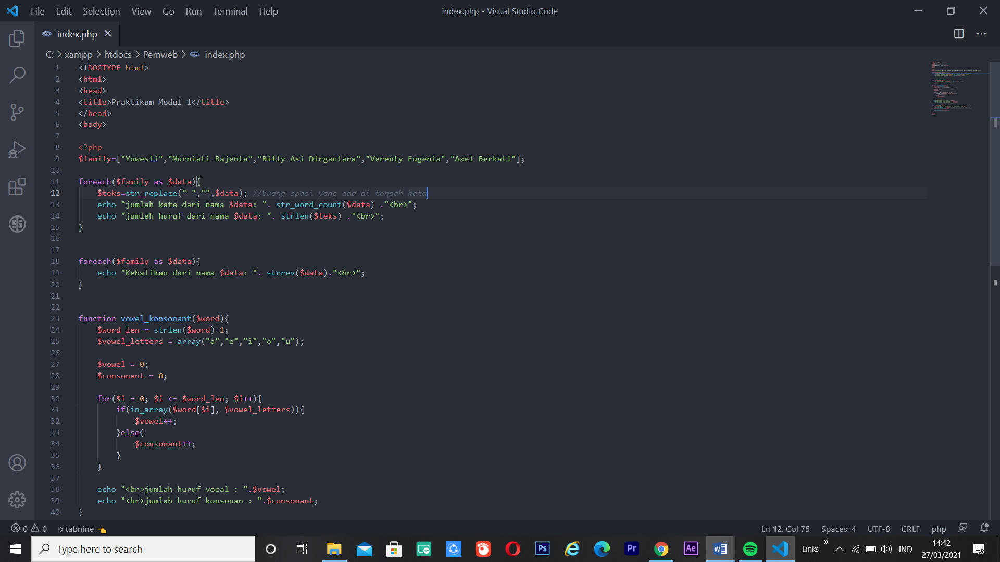 File Edit Selection View Go Run Terminal Help
index.php - Visual Studio Code
index.php
C: > xampp > htdocs > Pemweb > index.php
1 <!DOCTYPE html>
2 <html>
3 <head>
4 <title>Praktikum Modul 1</title>
5 </head>
6 <body>
7
8 <?php
9 $family=["Yuwesli","Murniati Bajenta","Billy Asi Dirgantara","Verenty Eugenia","Axel Berkati"];
10
11 foreach($family as $data){
12 $teks=str_replace(" ","",$data); //buang spasi yang ada di tengah kata
13 echo "jumlah kata dari nama $data: ". str_word_count($data) ."<br>";
14 echo "jumlah huruf dari nama $data: ". strlen($teks) ."<br>";
15 }
16
17
18 foreach($family as $data){
19 echo "Kebalikan dari nama $data: ". strrev($data)."<br>";
20 }
21
22
23 function vowel_konsonant($word){
24 $word_len = strlen($word)-1;
25 $vowel_letters = array("a","e","i","o","u");
26
27 $vowel = 0;
28 $consonant = 0;
29
30 for($i = 0; $i <= $word_len; $i++){
31 if(in_array($word[$i], $vowel_letters)){
32 $vowel++;
33 }else{
34 $consonant++;
35 }
36 }
37
38 echo "<br>jumlah huruf vocal : ".$vowel;
39 echo "<br>jumlah huruf konsonan : ".$consonant;
40 }
0 0 tabnine
Ln 12, Col 75 Spaces: 4 UTF-8 CRLF php
Type here to search
Ps Pr Ae
Links » IND
14:42
27/03/2021